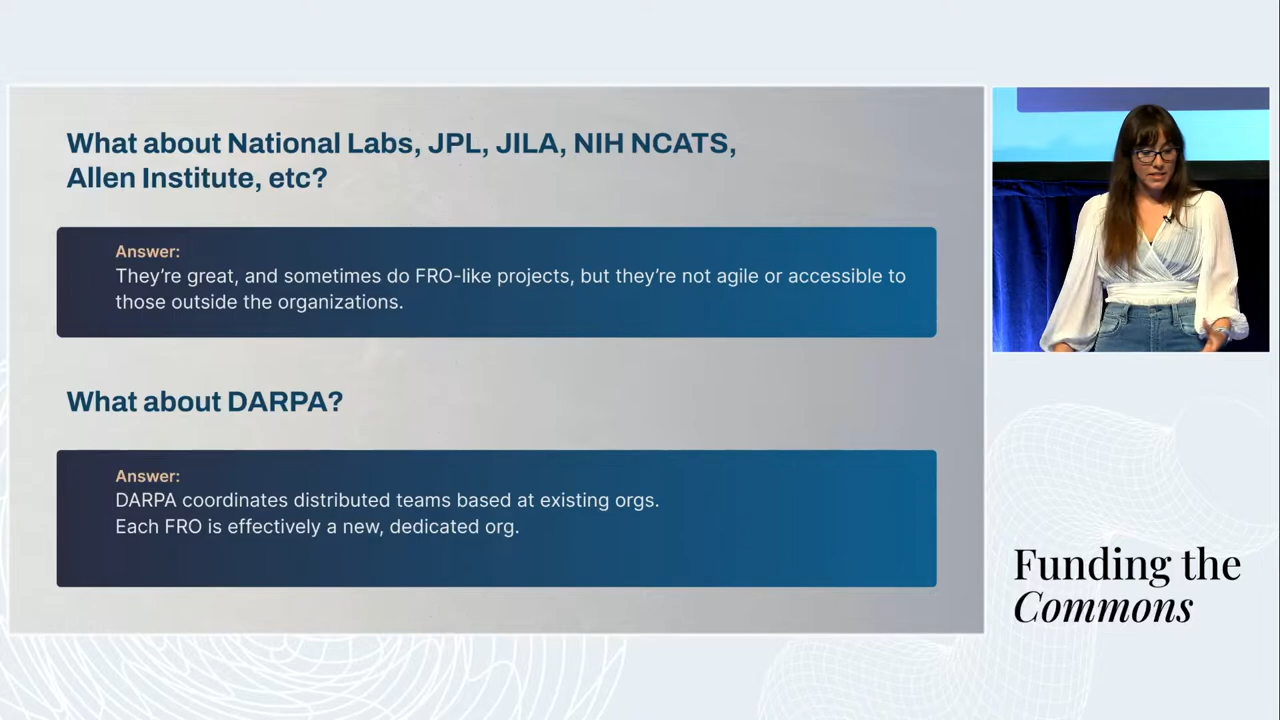 What about National Labs, JPL, JILA, NIH NCATS,
Allen Institute, etc?
Answer:
They’re great, and sometimes do FRO-like projects, but they’re not agile or accessible to
those outside the organizations.
What about DARPA?
Answer:
DARPA coordinates distributed teams based at existing orgs.
Each FRO is effectively a new, dedicated org.
Funding the
Commons